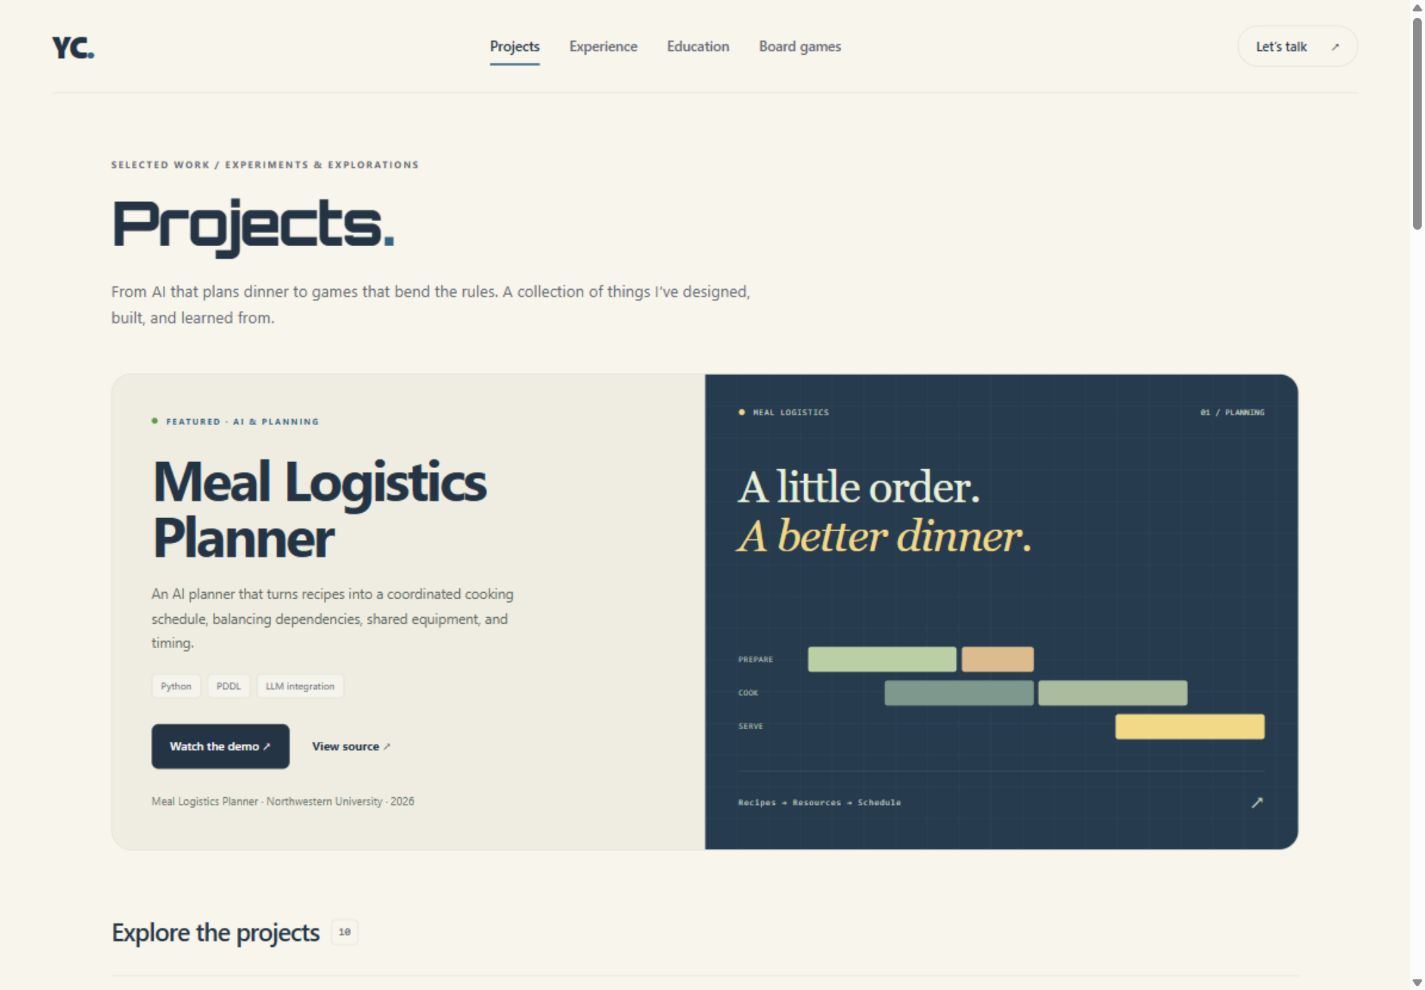 YC.
Projects
Experience
Education
Board games
Let's talk ↗
SELECTED WORK / EXPERIMENTS & EXPLORATIONS
Projects.
From AI that plans dinner to games that bend the rules. A collection of things I've designed,
built, and learned from.
FEATURED · AI & PLANNING
Meal Logistics
Planner
An AI planner that turns recipes into a coordinated cooking
schedule, balancing dependencies, shared equipment, and
timing.
Python
PDDL
LLM integration
Watch the demo ↗
View source ↗
Meal Logistics Planner · Northwestern University · 2026
MEAL LOGISTICS
01 / PLANNING
A little order.
A better dinner.
PREPARE
COOK
SERVE
Recipes → Resources → Schedule
↗
Explore the projects
10